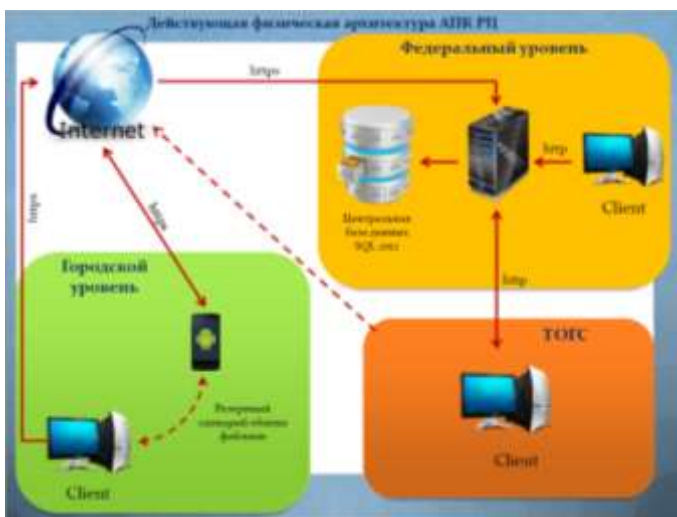 Действующая физическая архитектура АПК РЦ
Федеральный уровень
https
Internet
http
Client
Центральная
база данных
SQL
https
https
http
Городской
уровень
ТОГС
Резервный
сценарий обмена
файлами
Client
Client